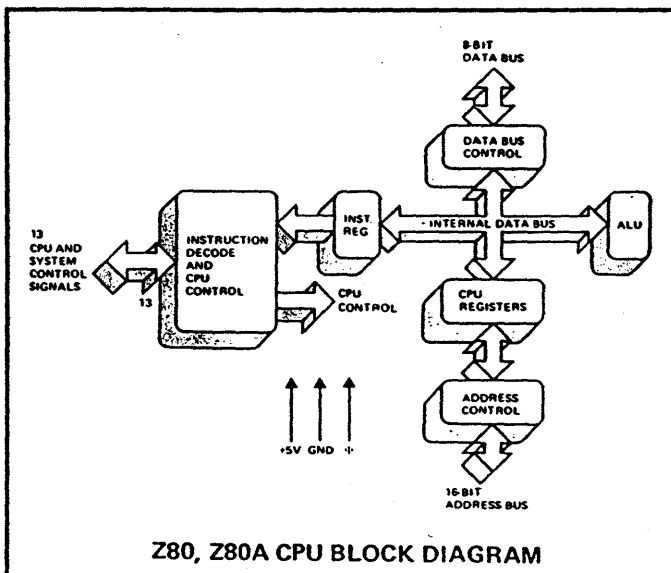 8-BIT
DATA BUS
DATA BUS
CONTROL
13
CPU AND
SYSTEM
CONTROL
SIGNALS
13
INSTRUCTION
DECODE
AND
CPU
CONTROL
INST.
REG
INTERNAL DATA BUS
ALU
CPU
CONTROL
CPU
REGISTERS
ADDRESS
CONTROL
+5V GND Φ
16-BIT
ADDRESS BUS
Z80, Z80A CPU BLOCK DIAGRAM